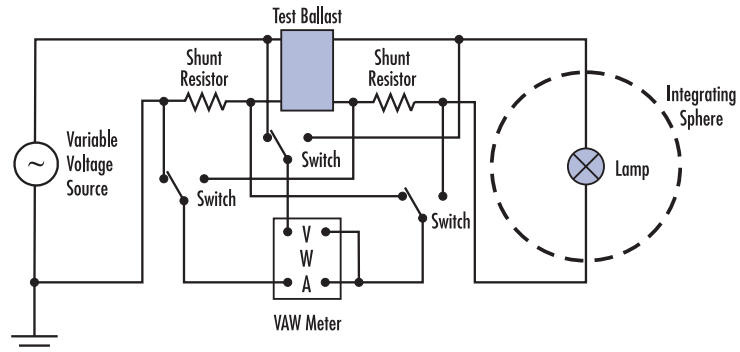 Test Ballast
Shunt
Resistor
Shunt
Resistor
Integrating
Sphere
Variable
Voltage
Source
~
Switch
Lamp
Switch
Switch
V
W
A
VAW Meter